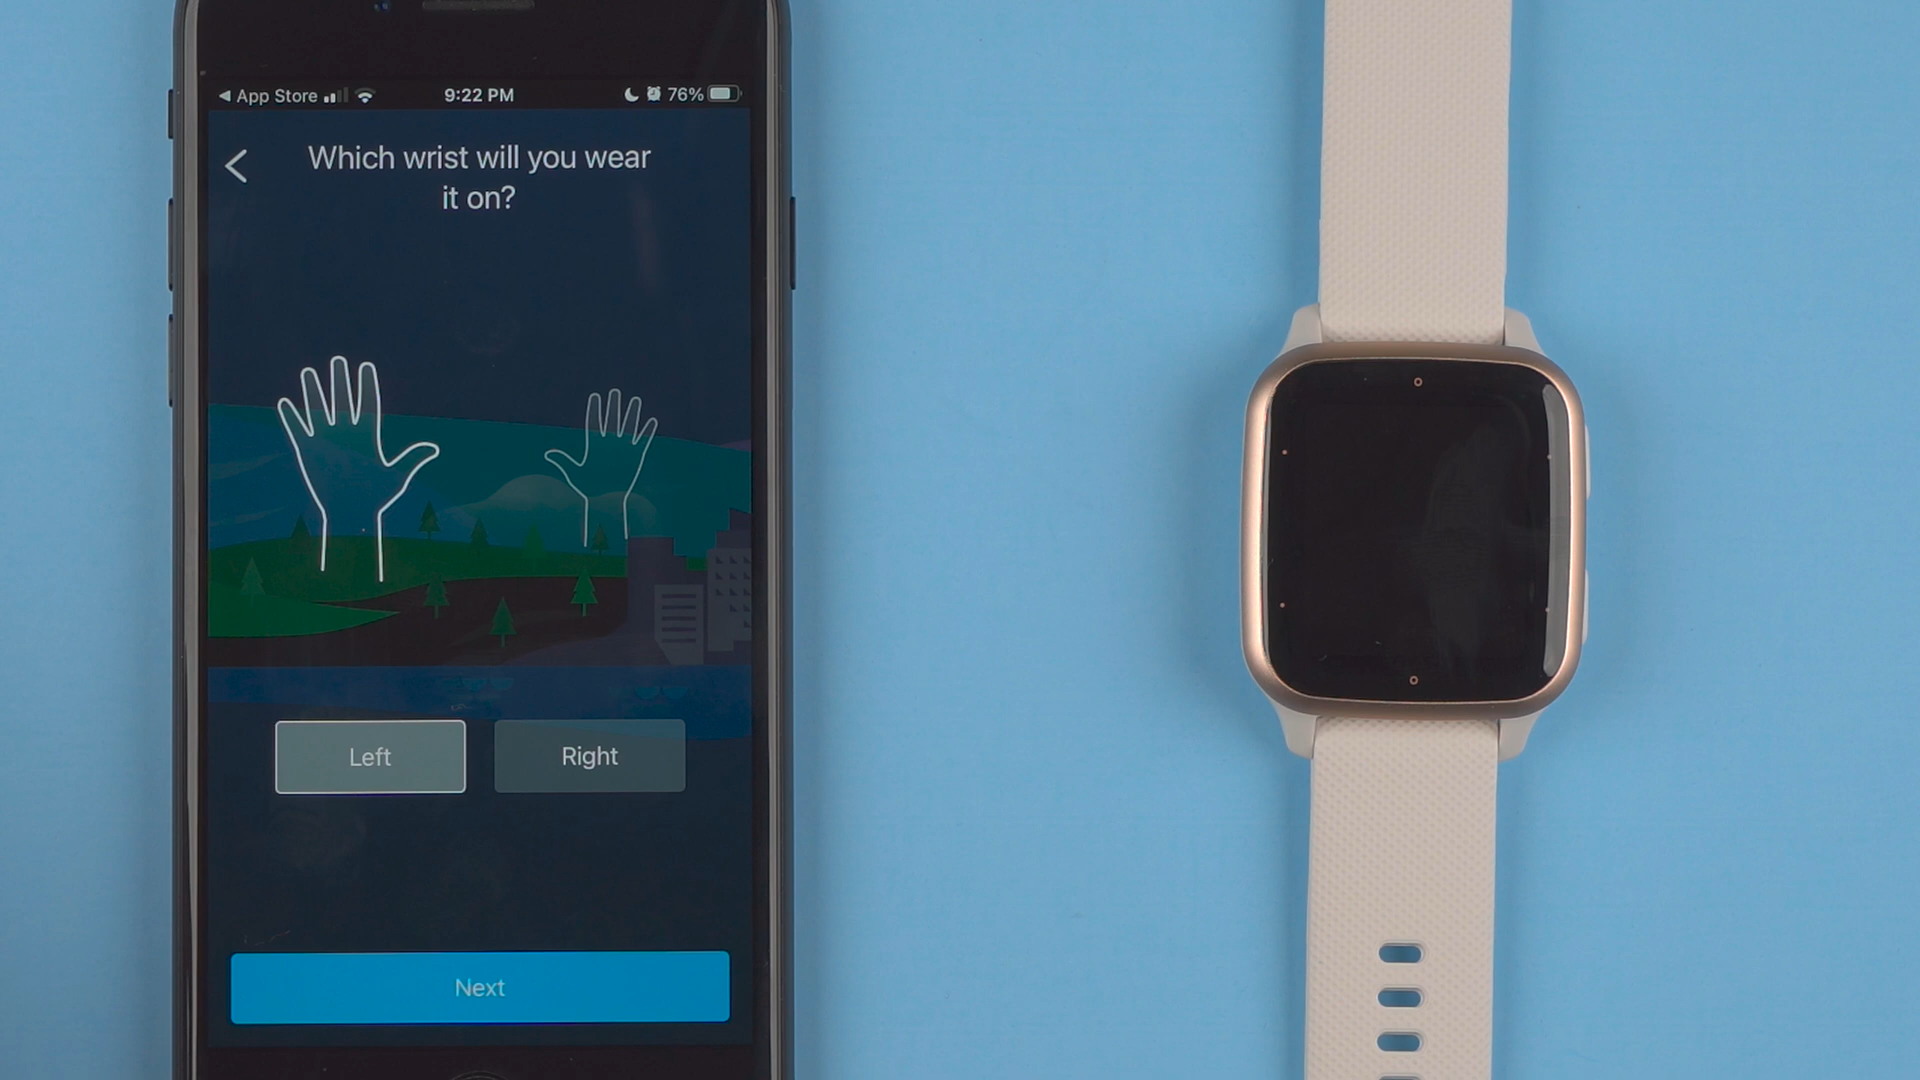 App Store 9:22 PM 76%
Which wrist will you wear
it on?
Left Right
Next